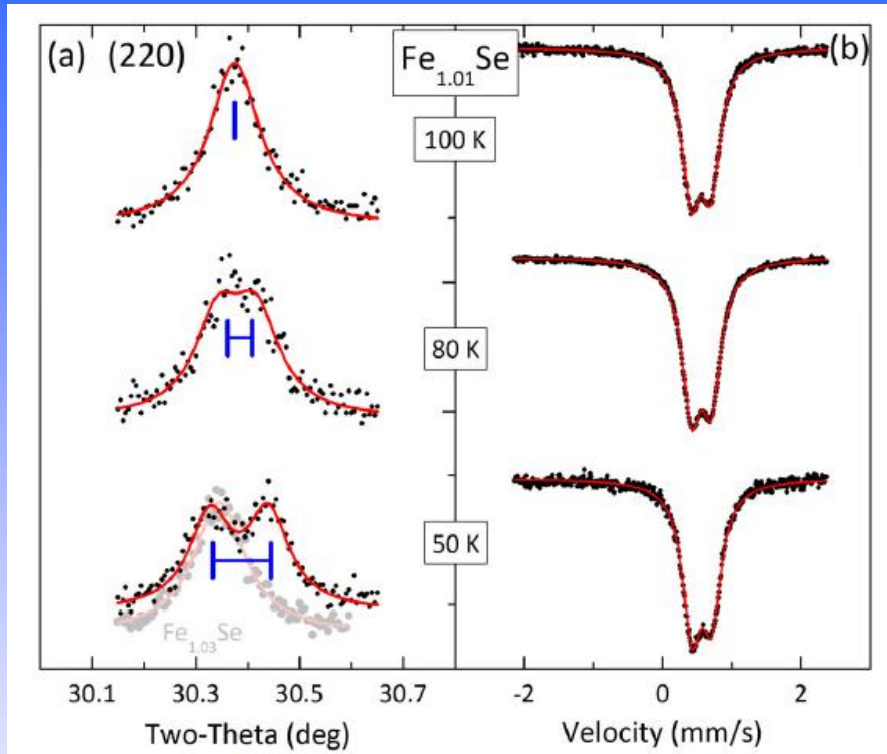 (a) (220)
Fe1.01Se
(b)
100 K
80 K
50 K
Fe1.03Se
30.1 30.3 30.5 30.7
-2 0 2
Two-Theta (deg)
Velocity (mm/s)